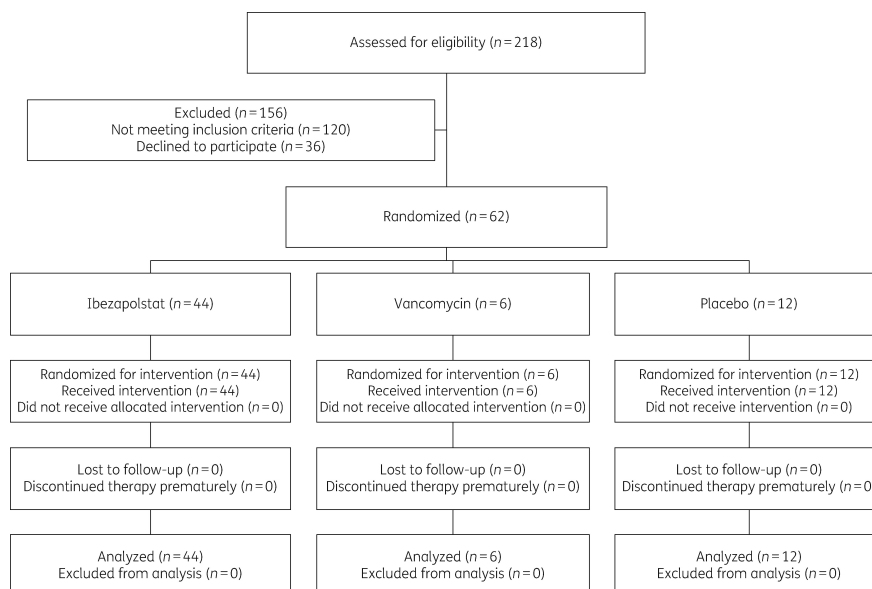 Assessed for eligibility (n=218)
Excluded (n=156)
Not meeting inclusion criteria (n=120)
Declined to participate (n=36)
Randomized (n=62)
Ibezapolstat (n=44)
Vancomycin (n=6)
Placebo (n=12)
Randomized for intervention (n=44)
Received intervention (n=44)
Did not receive allocated intervention (n=0)
Randomized for intervention (n=6)
Received intervention (n=6)
Did not receive allocated intervention (n=0)
Randomized for intervention (n=12)
Received intervention (n=12)
Did not receive intervention (n=0)
Lost to follow-up (n=0)
Discontinued therapy prematurely (n=0)
Lost to follow-up (n=0)
Discontinued therapy prematurely (n=0)
Lost to follow-up (n=0)
Discontinued therapy prematurely (n=0
Analyzed (n=44)
Excluded from analysis (n=0)
Analyzed (n=6)
Excluded from analysis (n=0)
Analyzed (n=12)
Excluded from analysis (n=0)